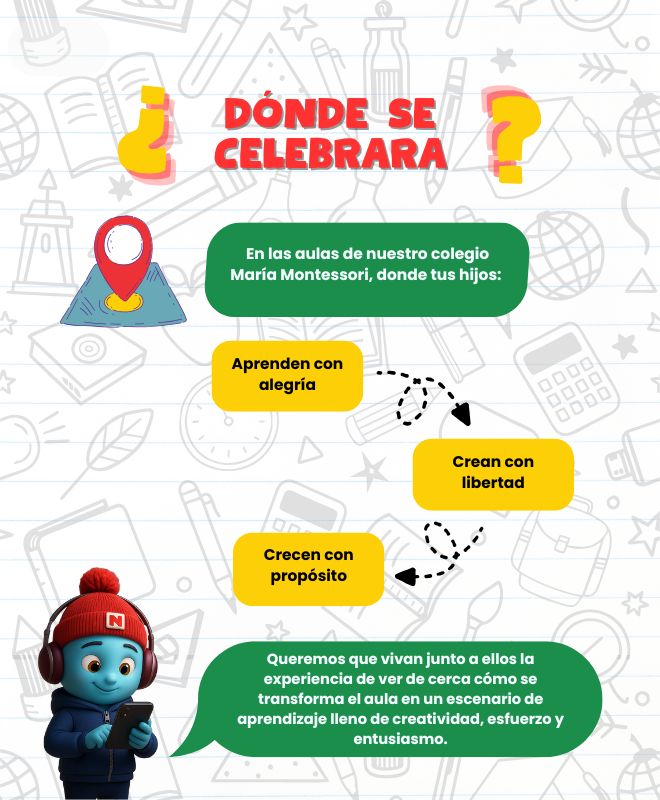 ¿ DÓNDE SE
CELEBRARA ?
En las aulas de nuestro colegio
María Montessori, donde tus hijos:
Aprenden con
alegría
Crean con
libertad
Crecen con
propósito
N
Queremos que vivan junto a ellos la
experiencia de ver de cerca cómo se
transforma el aula en un escenario de
aprendizaje lleno de creatividad, esfuerzo y
entusiasmo.